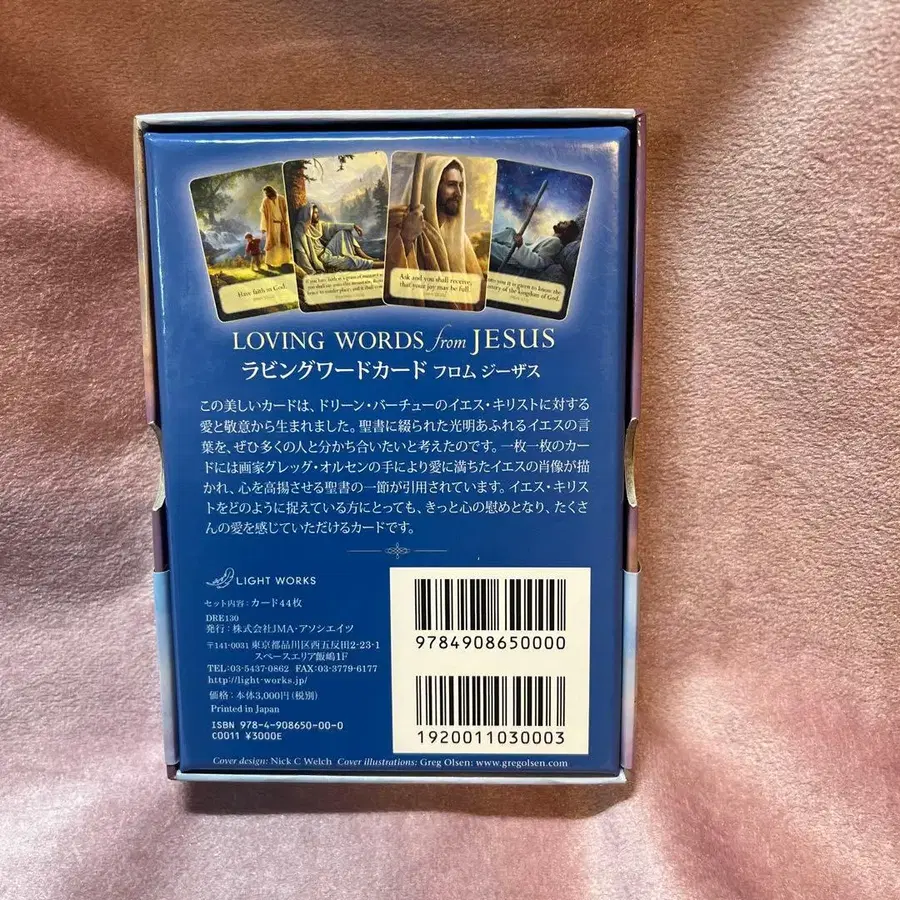 Have faith in God.
Ask and you shall receive,
that your joy may be full.
unto you it is given to know the
mystery of the kingdom of God.
LOVING WORDS from JESUS
ラビングワードカード フロム ジーザス
この美しいカードは、ドリーン・バーチューのイエス・キリストに対する
愛と敬意から生まれました。聖書に綴られた光明あふれるイエスの言
葉を、ぜひ多くの人と分かち合いたいと考えたのです。一枚一枚のカー
ドには画家グレッグ・オルセンの手により愛に満ちたイエスの肖像が描
かれ、心を高揚させる聖書の一節が引用されています。イエス・キリス
トをどのように捉えている方にとっても、きっと心の慰めとなり、たくさ
んの愛を感じていただけるカードです。
LIGHT WORKS
セット内容:カード44枚
DRE130
発行:株式会社JMA・アソシエイツ
〒141-0031 東京都品川区西五反田2-23-1
スペースエリア飯嶋1F
TEL:03-5437-0862 FAX:03-3779-6177
http://light-works.jp/
価格:本体3,000円(税別)
Printed in Japan
ISBN 978-4-908650-00-0
C0011 ¥3000E
9784908650000
1920011030003
Cover design: Nick C Welch Cover illustrations: Greg Olsen: www.gregolsen.com